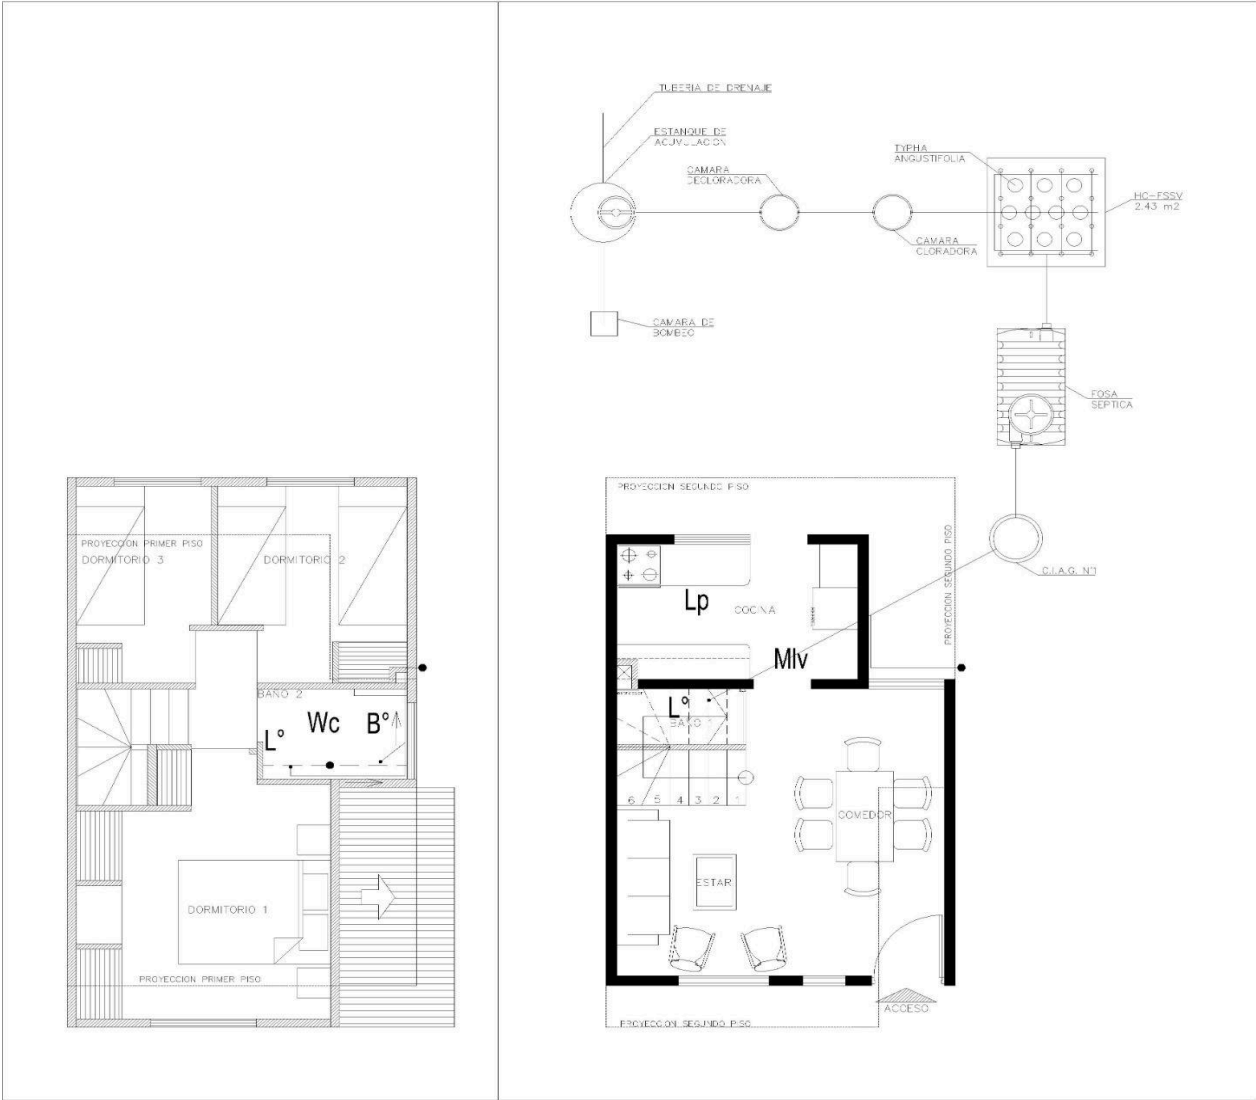 TUBERIA DE DRENAJE
ESTANQUE DE
ACUMULACION
CAMARA
DECLORADORA
TYPHA
ANGUSTIFOLIA
HC-FSSV
2.43 m2
CAMARA
CLORADORA
CAMARA DE
BOMBEO
FOSA
SEPTICA
C.I.A.G. Nº1
PROYECCION PRIMER PISO
DORMITORIO 3
DORMITORIO 2
BAÑO 2
L°
Wc
B°
DORMITORIO 1
PROYECCION PRIMER PISO
PROYECCION SEGUNDO PISO
PROYECCION SEGUNDO PISO
Lp
COCINA
Mlv
L°
BAÑO 1
6 5 4 3 2 1
COMEDOR
ESTAR
ACCESO
PROYECCION SEGUNDO PISO